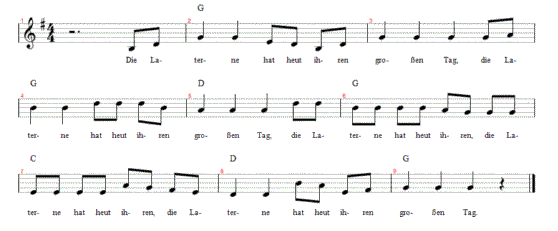 1 2 G 3
Die La- ter- ne hat heut ih- ren gro- ßen Tag, die La-
4 G 5 D 6 G
ter- ne hat heut ih- ren gro- ßen Tag, die La- ter- ne hat heut ih- ren, die La-
7 C 8 D 9 G
ter- ne hat heut ih- ren, die La- ter- ne hat heut ih- ren gro- ßen Tag.